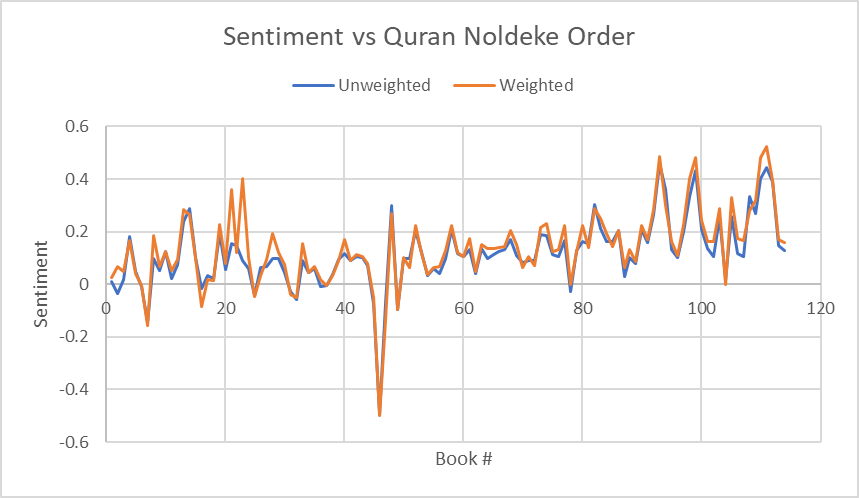 Sentiment vs Quran Noldeke Order
Unweighted Weighted
0.6
0.4
0.2
0
-0.2
-0.4
-0.6
Sentiment
0 20 40 60 80 100 120
Book #